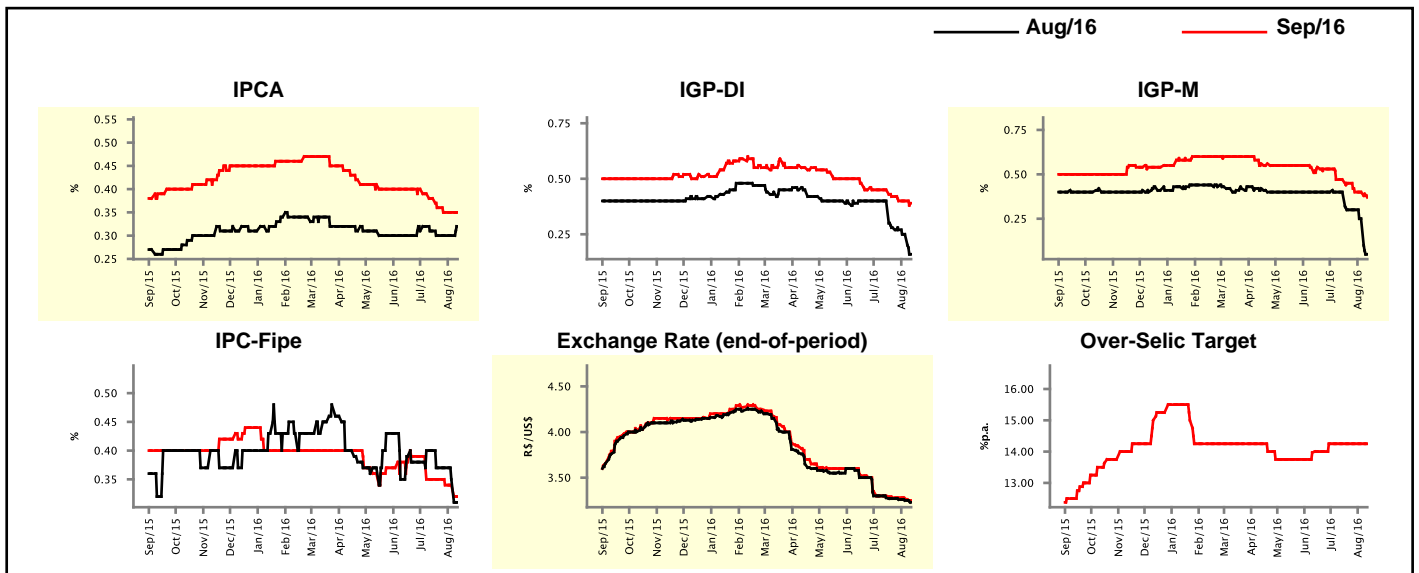 Aug/16 Sep/16
IPCA
0.55
0.50
0.45
0.40
0.35
0.30
0.25
%
Sep/15 Oct/15 Nov/15 Dec/15 Jan/16 Feb/16 Mar/16 Apr/16 May/16 Jun/16 Jul/16 Aug/16
IGP-DI
0.75
0.50
0.25
%
Sep/15 Oct/15 Nov/15 Dec/15 Jan/16 Feb/16 Mar/16 Apr/16 May/16 Jun/16 Jul/16 Aug/16
IGP-M
0.75
0.50
0.25
%
Sep/15 Oct/15 Nov/15 Dec/15 Jan/16 Feb/16 Mar/16 Apr/16 May/16 Jun/16 Jul/16 Aug/16
IPC-Fipe
0.50
0.45
0.40
0.35
%
Sep/15 Oct/15 Nov/15 Dec/15 Jan/16 Feb/16 Mar/16 Apr/16 May/16 Jun/16 Jul/16 Aug/16
Exchange Rate (end-of-period)
4.50
4.00
3.50
R$/US$
Sep/15 Oct/15 Nov/15 Dec/15 Jan/16 Feb/16 Mar/16 Apr/16 May/16 Jun/16 Jul/16 Aug/16
Over-Selic Target
16.00
15.00
14.00
13.00
%p.a.
Sep/15 Oct/15 Nov/15 Dec/15 Jan/16 Feb/16 Mar/16 Apr/16 May/16 Jun/16 Jul/16 Aug/16